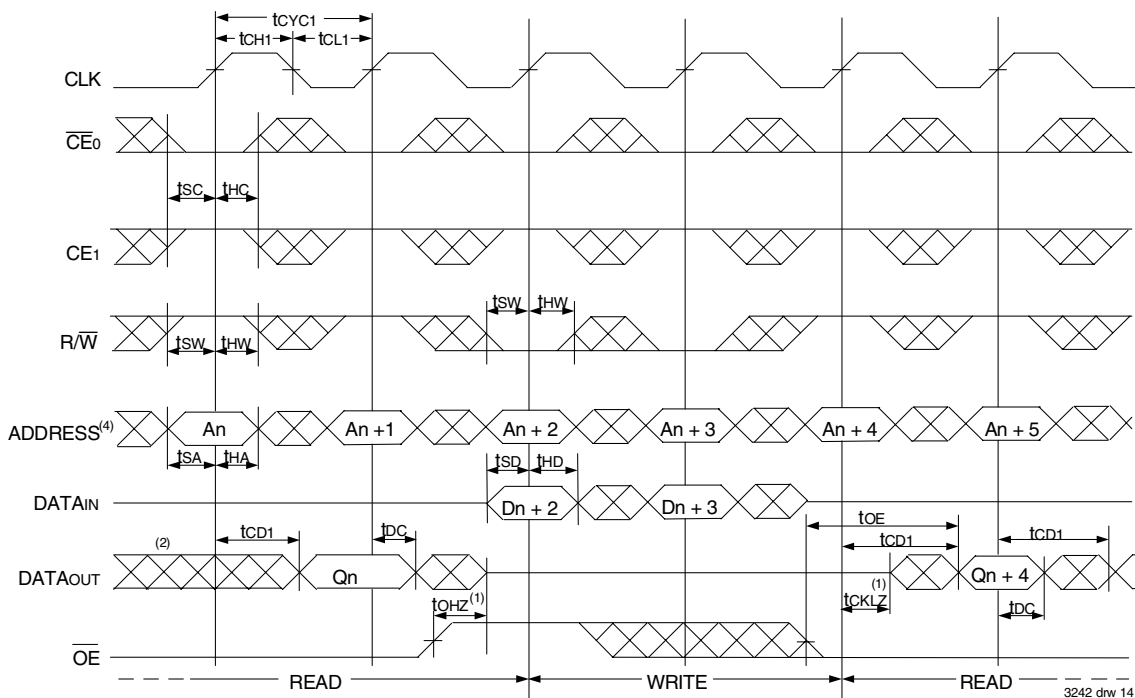 tCYC1
tCH1 tCL1
CLK
CE0
tSC tHC
CE1
tSW tHW
R/W
tSW tHW
ADDRESS(4) An An + 1 An + 2 An + 3 An + 4 An + 5
tSA tHA tSD tHD
DATAIN Dn + 2 Dn + 3
tOE
tCD1 tDC tCD1 tCD1
(2)
DATAOUT Qn Qn + 4
tOHZ(1) tCKLZ(1) tDC
OE
READ WRITE READ
3242 drw 14